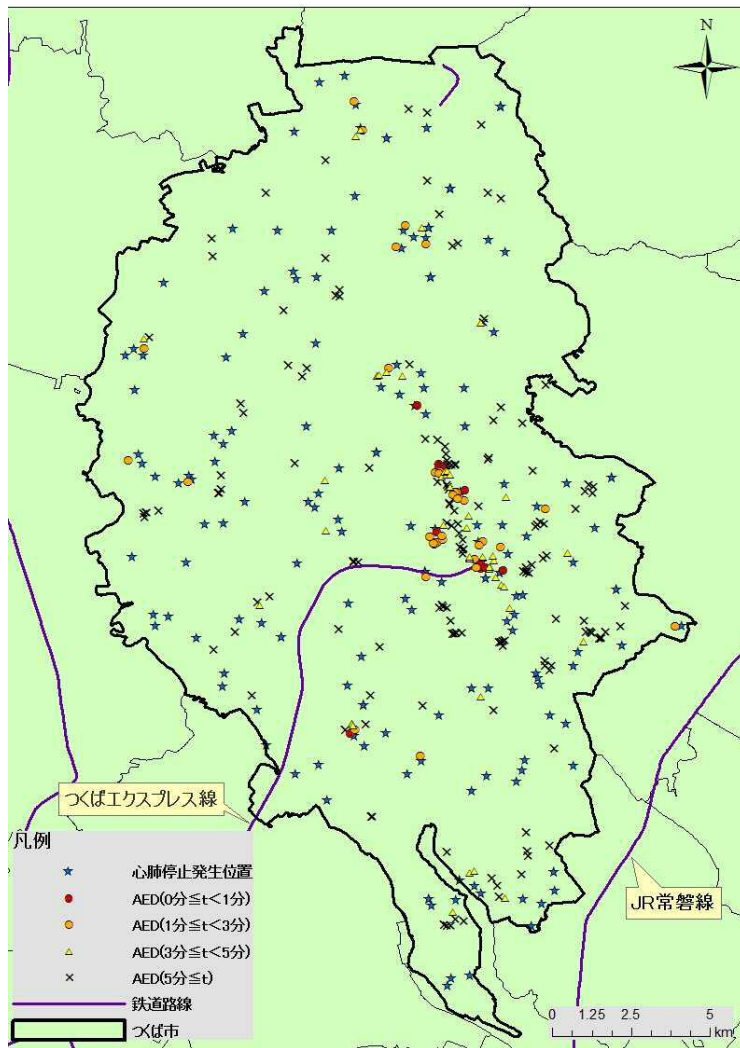 N
つくばエクスプレス線
JR常磐線
凡例
心肺停止発生位置
AED(0分≦t<1分)
AED(1分≦t<3分)
AED(3分≦t<5分)
AED(5分≦t)
鉄道路線
つくば市
0 1.25 2.5 5
km